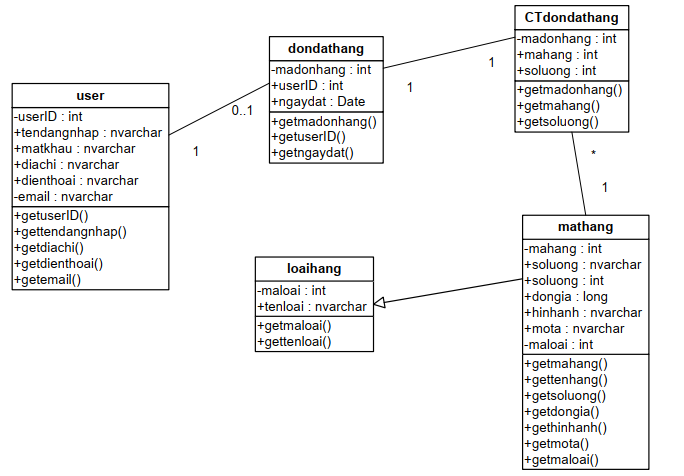 user
-userID : int
+tendangnhap : nvarchar
+matkhau : nvarchar
+diachi : nvarchar
+dienthoai : nvarchar
-email : nvarchar
+getuserID()
+gettendangnhap()
+getdiachi()
+getdienthoai()
+getemail()
1
0..1
dondathang
-madonhang : int
+userID : int
+ngaydat : Date
+getmadonhang()
+getuserID()
+getngaydat()
1
1
CTdondathang
-madonhang : int
+mahang : int
+soluong : int
+getmadonhang()
+getmahang()
+getsoluong()
*
1
loaihang
-maloai : int
+tenloai : nvarchar
+getmaloai()
+gettenloai()
mathang
-mahang : int
+soluong : nvarchar
+soluong : int
+dongia : long
+hinhanh : nvarchar
+mota : nvarchar
-maloai : int
+getmahang()
+gettenhang()
+getsoluong()
+getdongia()
+gethinhanh()
+getmota()
+getmaloai()